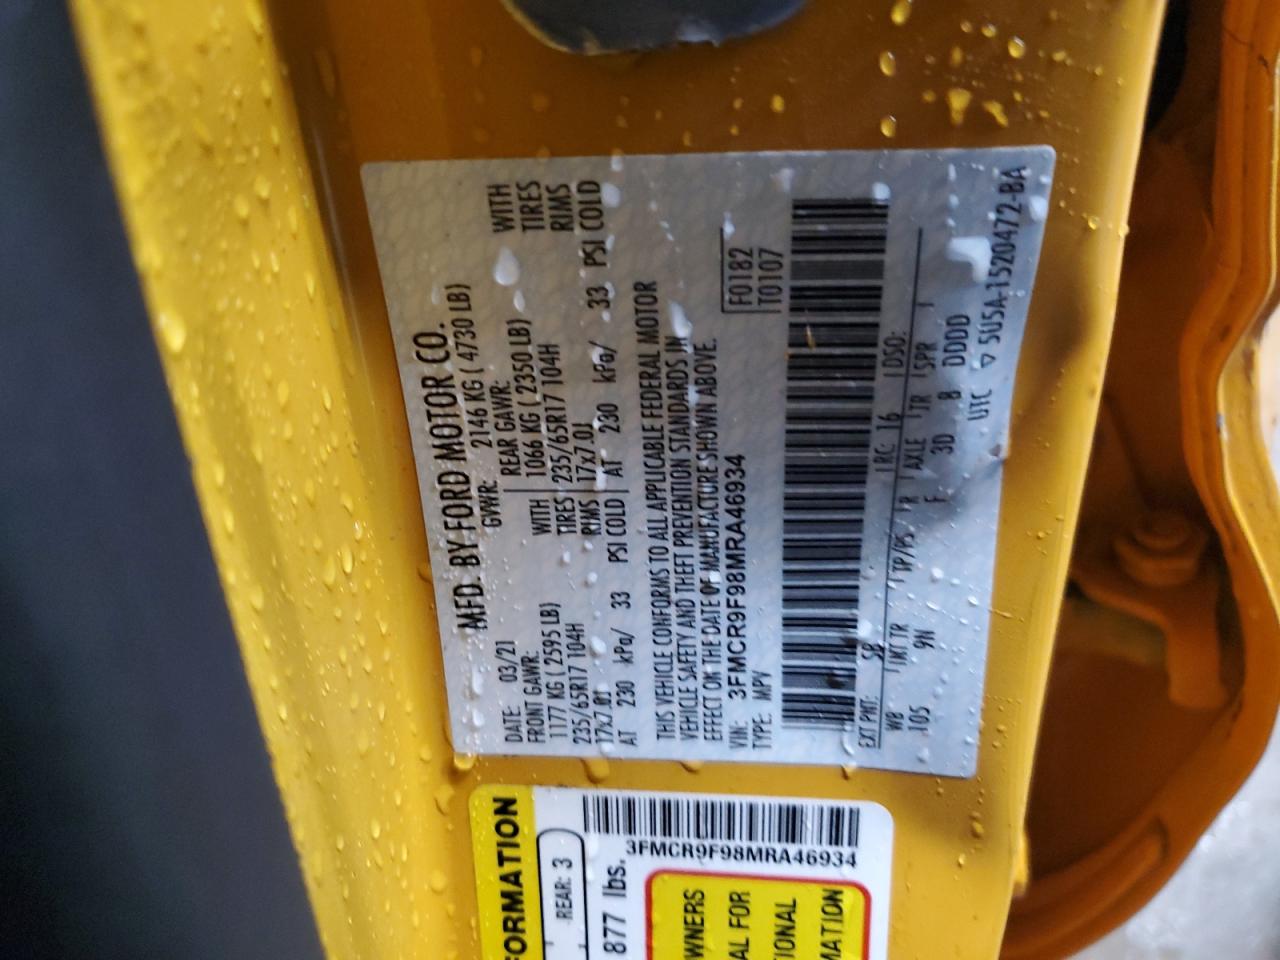 MFD. BY FORD MOTOR CO.
DATE: 03/21 GVWR: 2146 KG ( 4730 LB)
FRONT GAWR: REAR GAWR:
1177 KG ( 2595 LB) WITH 1066 KG ( 2350 LB) WITH
235/65R17 104H TIRES 235/65R17 104H TIRES
17x7.0J RIMS 17x7.0J RIMS
AT 230 kPa/ 33 PSI COLD AT 230 kPa/ 33 PSI COLD
THIS VEHICLE CONFORMS TO ALL APPLICABLE FEDERAL MOTOR
VEHICLE SAFETY AND THEFT PREVENTION STANDARDS IN
EFFECT ON THE DATE OF MANUFACTURE SHOWN ABOVE.
VIN: 3FMCR9F98MRA46934 F0182
TYPE: MPV T0107
EXT PNT: SB RC: 16 DSO:
WB INT TR TP/PS R AXLE TR SPR
105 9N F 3D 8 DDDD
UTC ▽ 5U5A-1520472-BA
FORMATION
REAR: 3
877 lbs.
3FMCR9F98MRA46934
WNERS
AL FOR
TIONAL
MATION